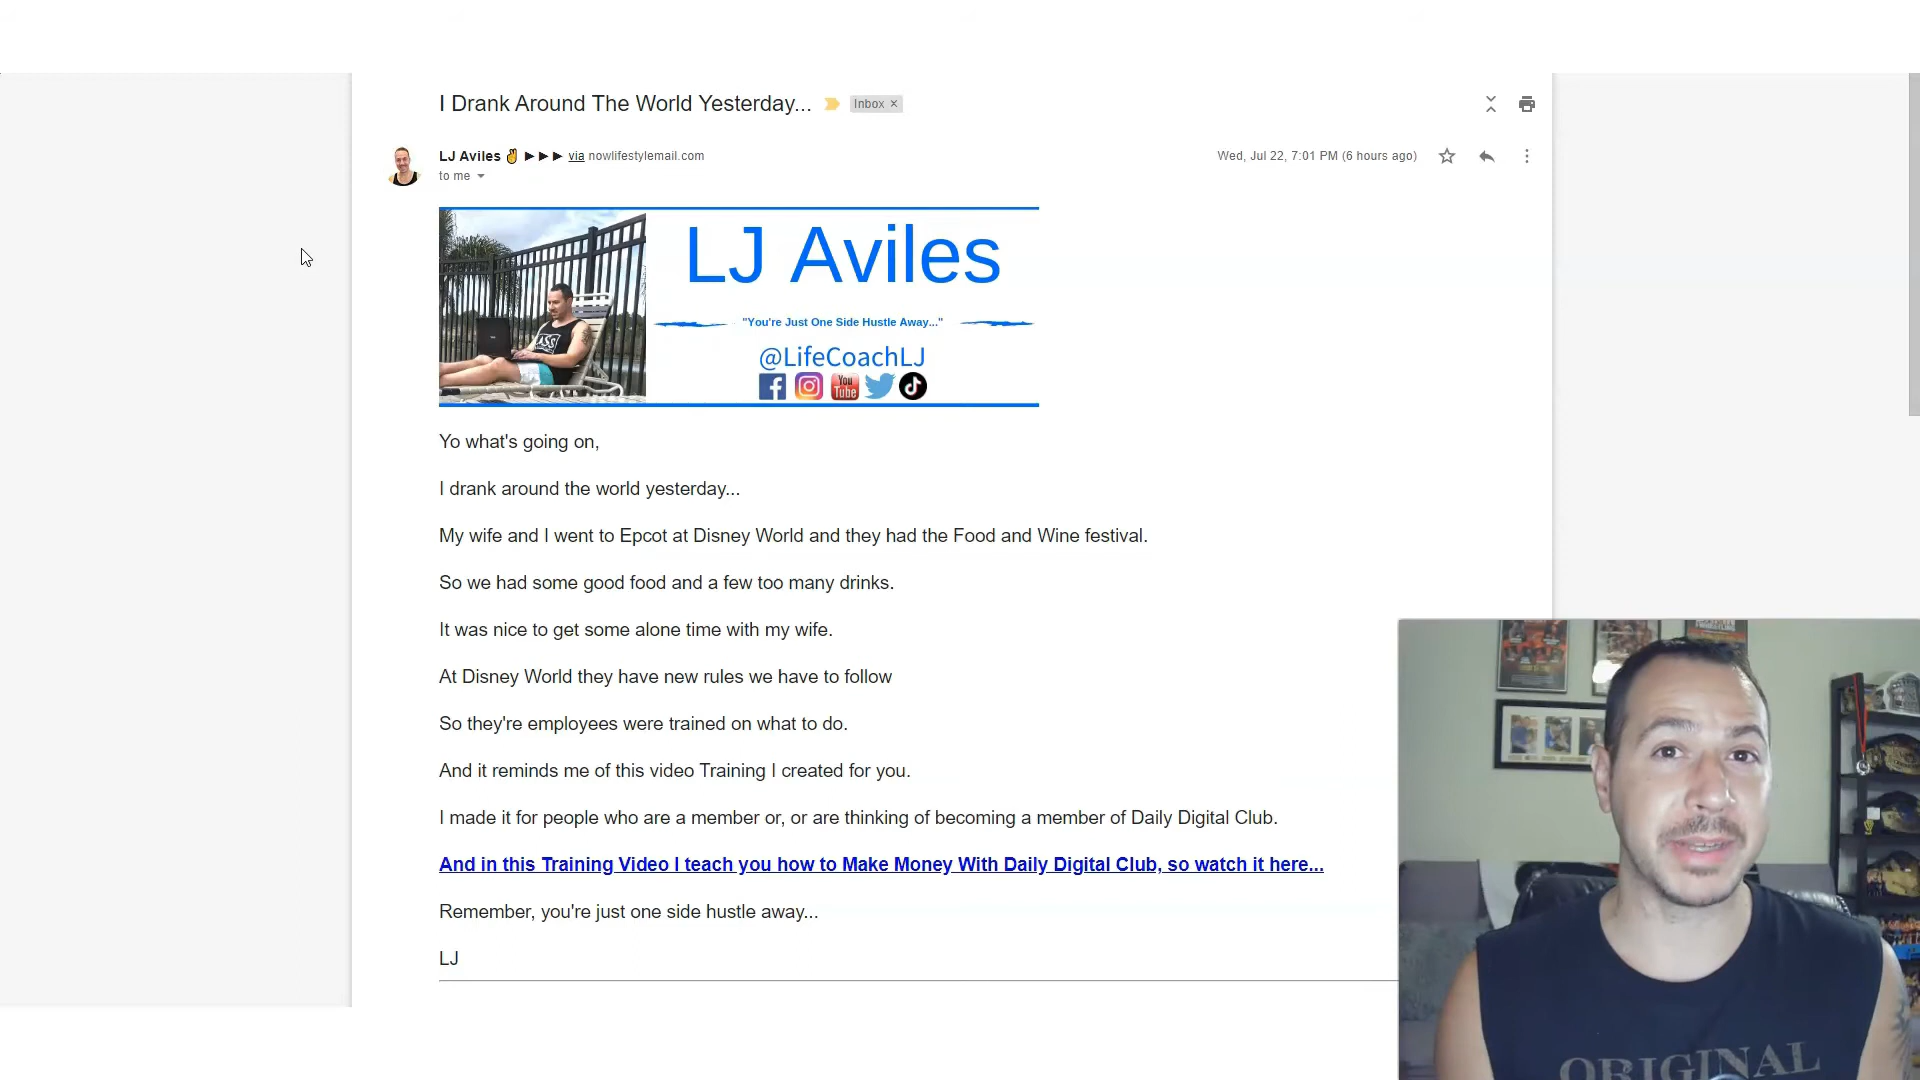 I Drank Around The World Yesterday... Inbox ×
LJ Aviles ✌ ►►► via nowlifestylemail.com
Wed, Jul 22, 7:01 PM (6 hours ago)
to me
LJ Aviles
"You're Just One Side Hustle Away..."
@LifeCoachLJ
You Tube
Yo what's going on,
I drank around the world yesterday...
My wife and I went to Epcot at Disney World and they had the Food and Wine festival.
So we had some good food and a few too many drinks.
It was nice to get some alone time with my wife.
At Disney World they have new rules we have to follow
So they're employees were trained on what to do.
And it reminds me of this video Training I created for you.
I made it for people who are a member or, or are thinking of becoming a member of Daily Digital Club.
And in this Training Video I teach you how to Make Money With Daily Digital Club, so watch it here...
Remember, you're just one side hustle away...
LJ
ORIGINAL